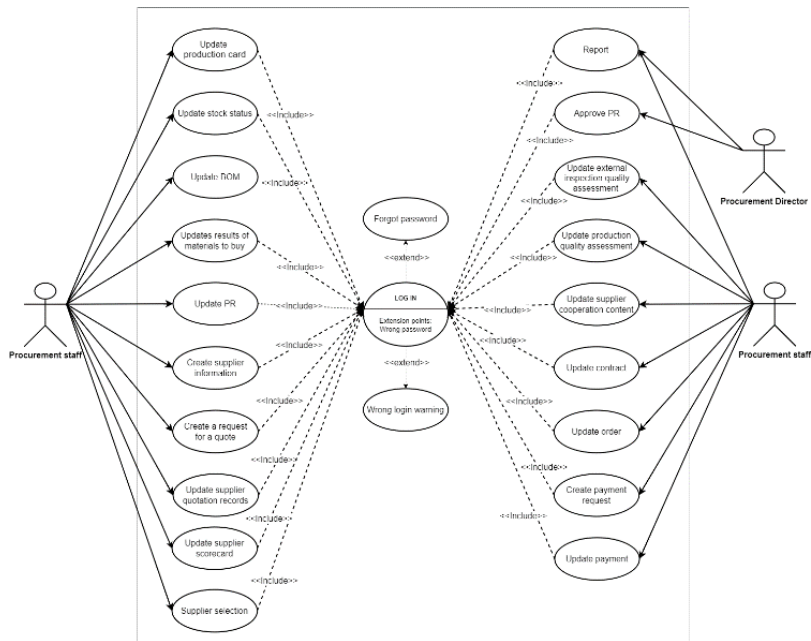 Update
production card
<<Include>>
Update stock status
<<Include>>
Update BOM
<<Include>>
Updates results of
materials to buy
<<Include>>
Update PR
<<Include>>
Create supplier
information
<<Include>>
Create a request
for a quote
<<Include>>
Update supplier
quotation records
<<Include>>
Update supplier
scorecard
<<Include>>
Supplier selection
<<Include>>
Procurement staff
Forgot password
<<extend>>
LOG IN
Extension points:
Wrong password
<<extend>>
Wrong login warning
Report
<<Include>>
Approve PR
<<Include>>
Update external
inspection quality
assessment
<<Include>>
Update production
quality assessment
<<Include>>
Update supplier
cooperation content
<<Include>>
Update contract
<<Include>>
Update order
<<Include>>
Create payment
request
<<Include>>
Update payment
<<Include>>
Procurement Director
Procurement staff